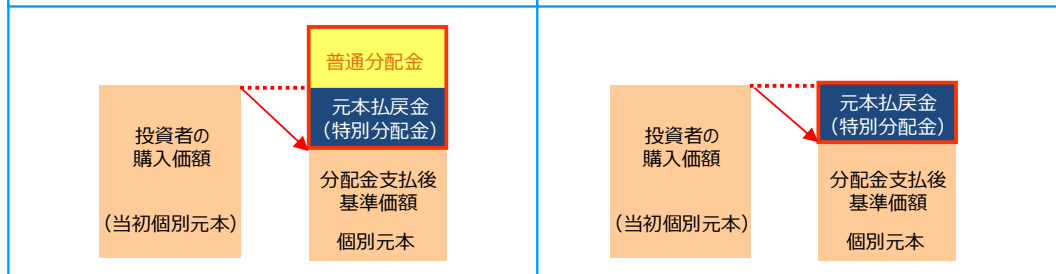 普通分配金
元本払戻金
（特別分配金）
投資者の
購入価額
（当初個別元本）
分配金支払後
基準価額
個別元本
元本払戻金
（特別分配金）
投資者の
購入価額
（当初個別元本）
分配金支払後
基準価額
個別元本